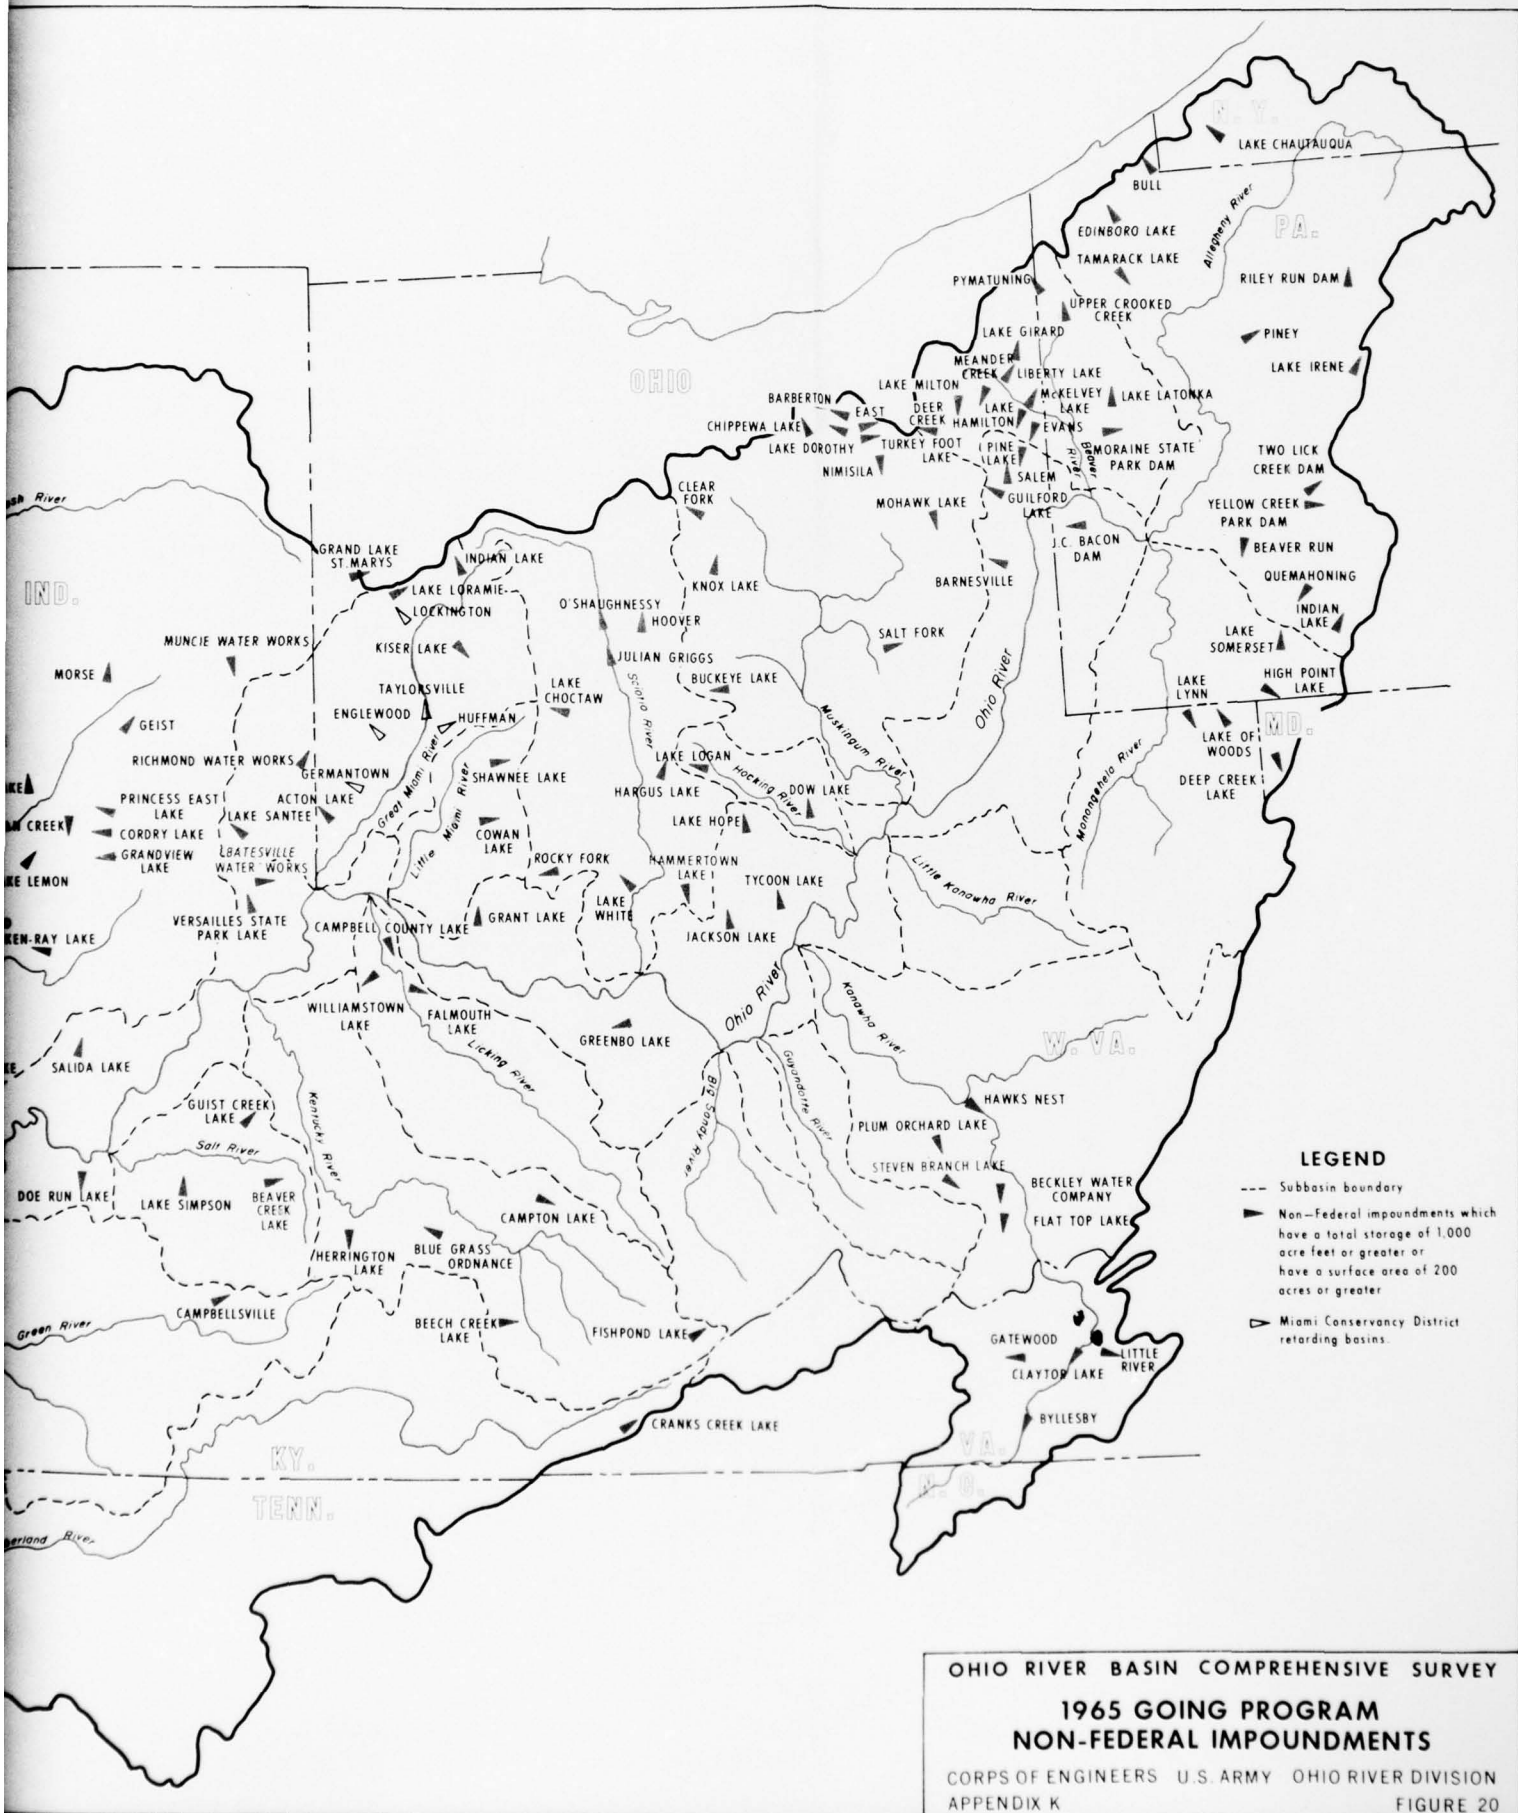 N. Y.
LAKE CHAUTAUQUA
BULL
Allegheny River
EDINBORO LAKE
PA.
TAMARACK LAKE
PYMATUNING
RILEY RUN DAM
UPPER CROOKED
CREEK
LAKE GIRARD
PINEY
MEANDER
CREEK
LIBERTY LAKE
LAKE IRENE
OHIO
LAKE MILTON
BARBERTON
EAST
DEER
CREEK
LAKE
HAMILTON
McKELVEY
LAKE
LAKE LATONKA
CHIPPEWA LAKE
EVANS
LAKE DOROTHY
TURKEY FOOT
LAKE
PINE
LAKE
Beaver
River
MORAINE STATE
PARK DAM
TWO LICK
CREEK DAM
NIMISILA
SALEM
CLEAR
FORK
MOHAWK LAKE
GUILFORD
LAKE
YELLOW CREEK
PARK DAM
River
J.C. BACON
DAM
BEAVER RUN
GRAND LAKE
ST. MARYS
INDIAN LAKE
KNOX LAKE
BARNESVILLE
QUEMAHONING
IND.
LAKE LORAMIE
LOCKINGTON
O'SHAUGHNESSY
HOOVER
INDIAN
LAKE
MUNCIE WATER WORKS
KISER LAKE
SALT FORK
LAKE
SOMERSET
JULIAN GRIGGS
MORSE
TAYLORSVILLE
LAKE
CHOCTAW
BUCKEYE LAKE
Scioto River
Ohio River
LAKE
LYNN
HIGH POINT
LAKE
GEIST
ENGLEWOOD
HUFFMAN
Muskingum River
LAKE OF
WOODS
MD.
RICHMOND WATER WORKS
GERMANTOWN
Great Miami River
Little Miami River
SHAWNEE LAKE
LAKE LOGAN
Hocking River
Monongahela River
DEEP CREEK
LAKE
HARGUS LAKE
DOW LAKE
PRINCESS EAST
LAKE
ACTON LAKE
LAKE SANTEE
CREEK
CORDRY LAKE
COWAN
LAKE
LAKE HOPE
GRANDVIEW
LAKE
BATESVILLE
WATER WORKS
LEMON
ROCKY FORK
HAMMERTOWN
LAKE
TYCOON LAKE
Little Kanawha River
VERSAILLES STATE
PARK LAKE
CAMPBELL COUNTY LAKE
GRANT LAKE
LAKE
WHITE
JACKSON LAKE
KEN-RAY LAKE
WILLIAMSTOWN
LAKE
FALMOUTH
LAKE
Ohio River
Kanawha River
GREENBO LAKE
W. VA.
SALIDA LAKE
Licking River
Guyandotte River
Big Sandy River
HAWKS NEST
GUIST CREEK
LAKE
Kentucky River
PLUM ORCHARD LAKE
Salt River
STEVEN BRANCH LAKE
DOE RUN LAKE
LAKE SIMPSON
BEAVER
CREEK
LAKE
BECKLEY WATER
COMPANY
CAMPTON LAKE
FLAT TOP LAKE
HERRINGTON
LAKE
BLUE GRASS
ORDNANCE
CAMPBELLSVILLE
Green River
BEECH CREEK
LAKE
FISHPOND LAKE
GATEWOOD
LITTLE
RIVER
CLAYTOR LAKE
CRANKS CREEK LAKE
BYLLESBY
VA.
KY.
N. C.
TENN.
River
LEGEND
Subbasin boundary
Non-Federal impoundments which
have a total storage of 1,000
acre feet or greater or
have a surface area of 200
acres or greater
Miami Conservancy District
retarding basins.
OHIO RIVER BASIN COMPREHENSIVE SURVEY
1965 GOING PROGRAM
NON-FEDERAL IMPOUNDMENTS
CORPS OF ENGINEERS U.S. ARMY OHIO RIVER DIVISION
APPENDIX K FIGURE 20